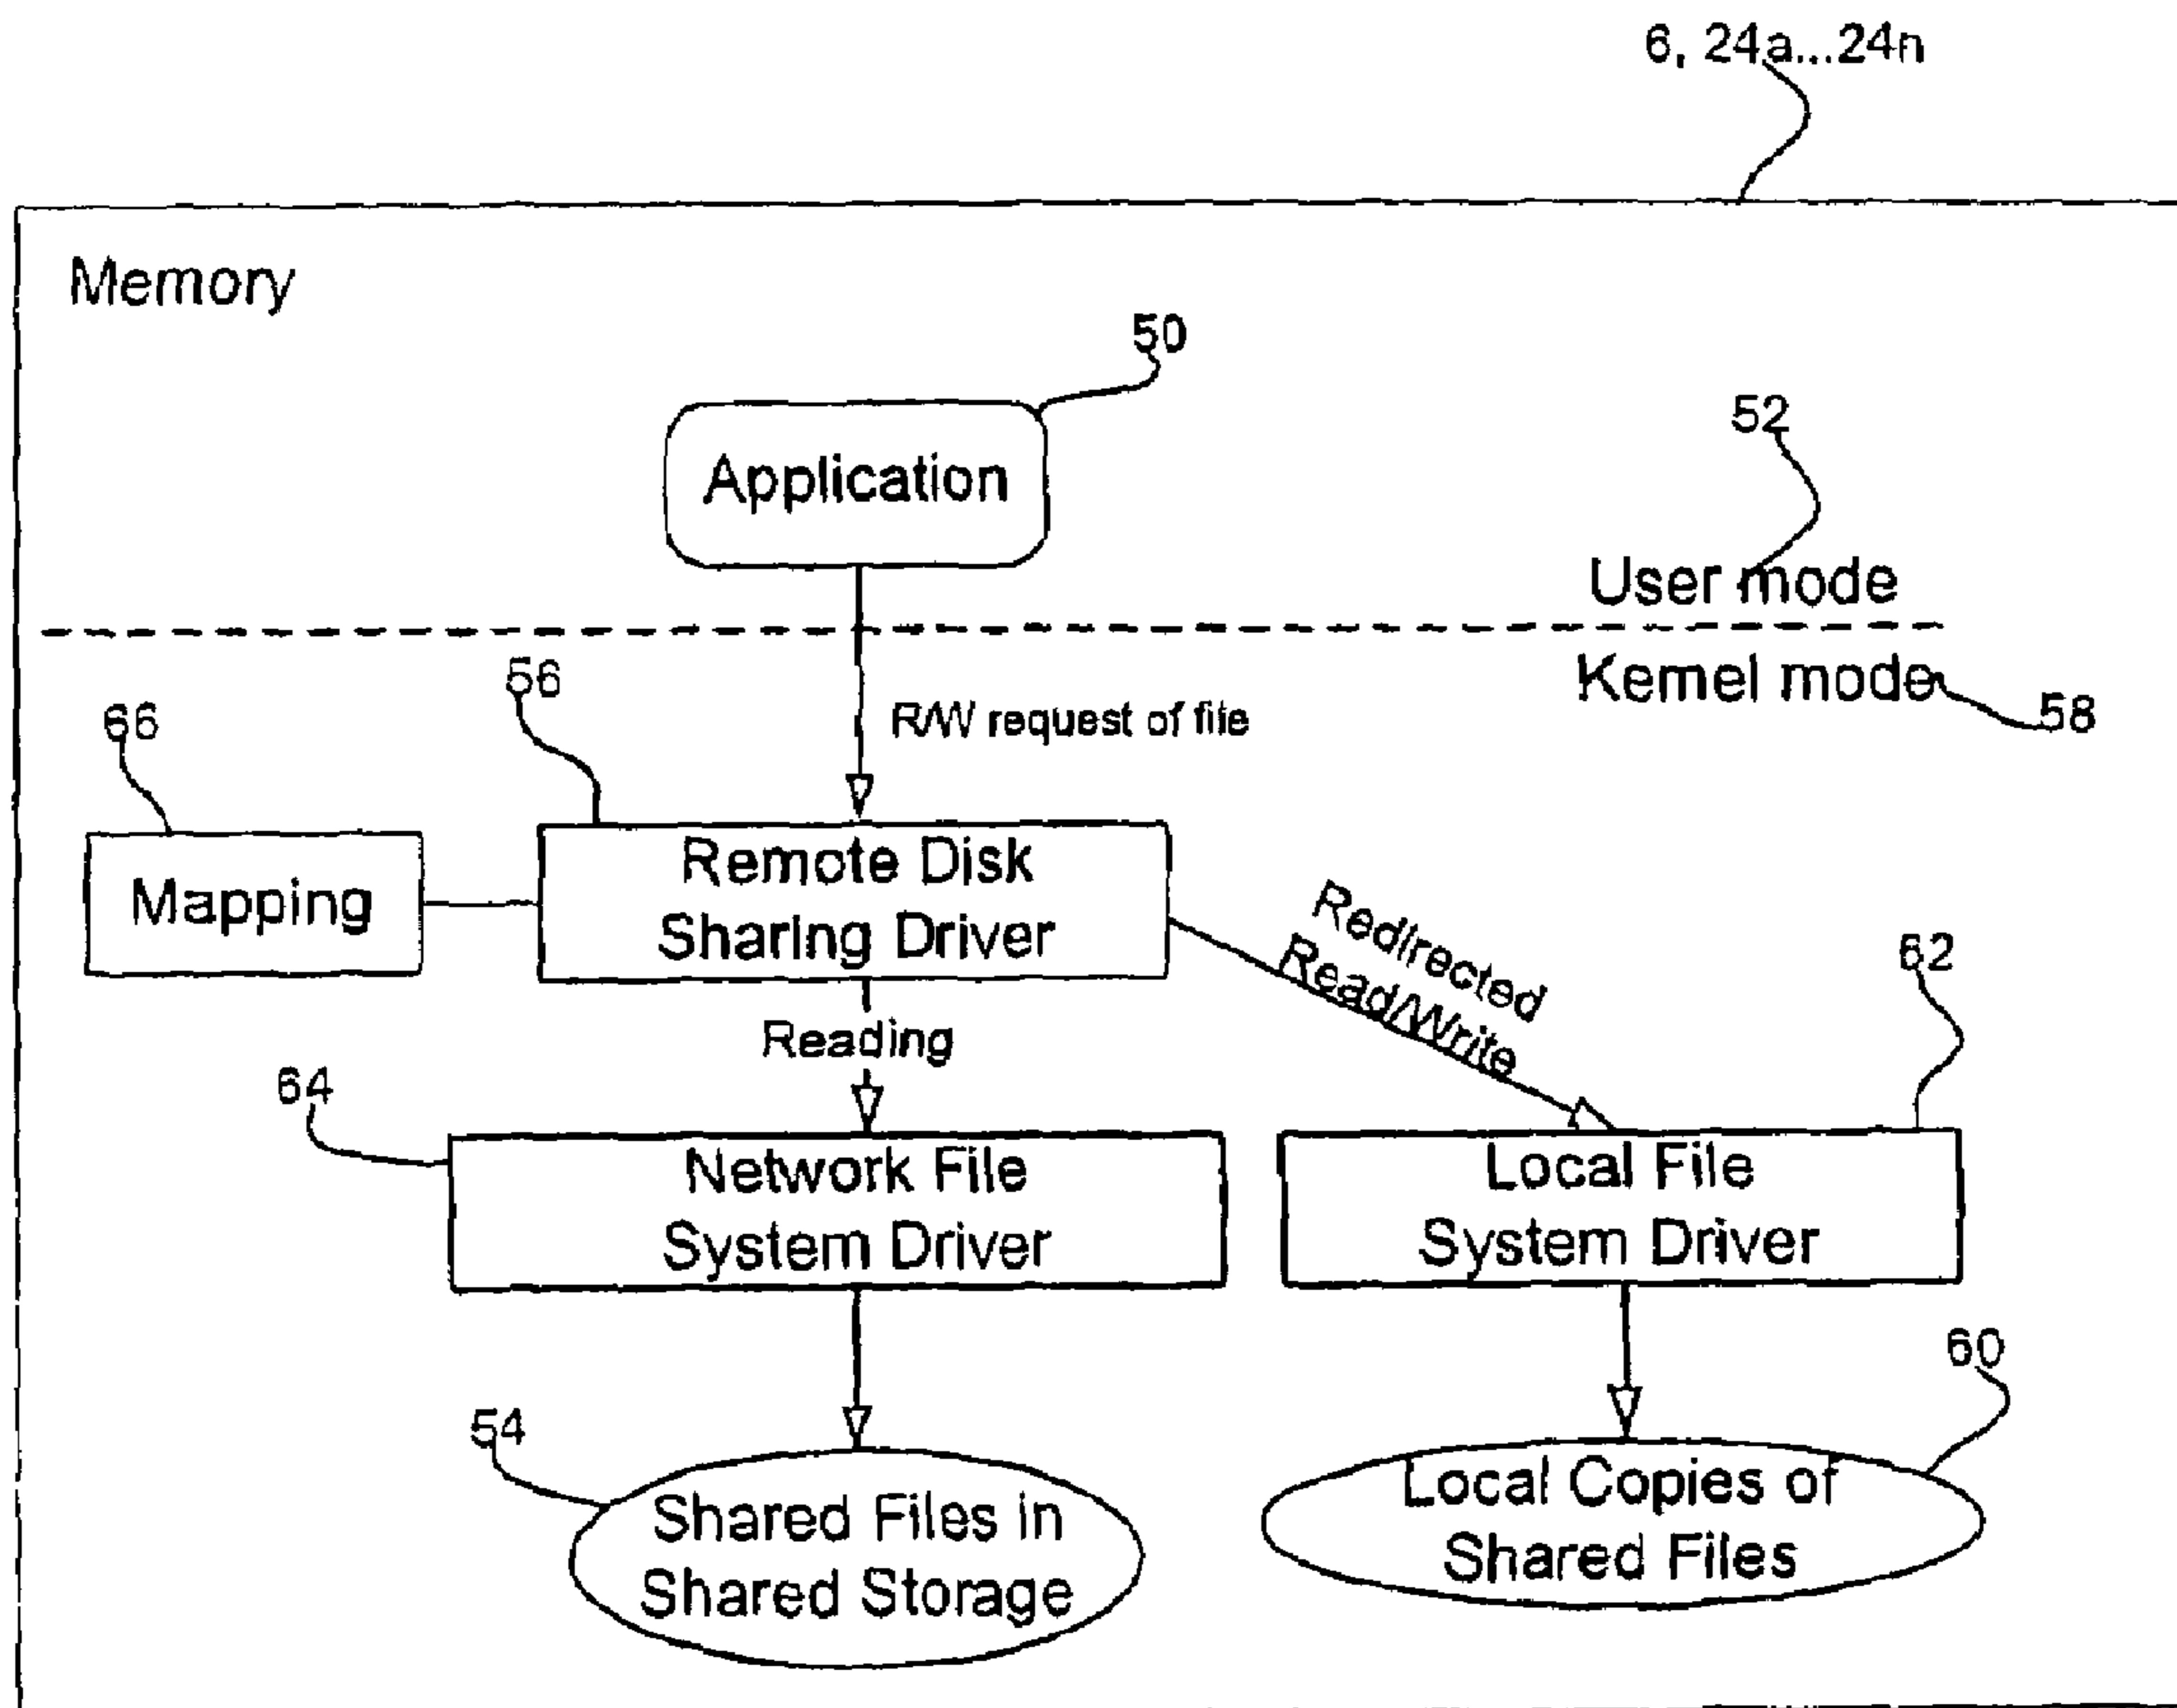 6, 24a...24n
Memory
50
Application
52
User mode
Kernel mode
58
56
R/W request of file
66
Mapping
Remote Disk
Sharing Driver
Redirected
Read/Write
62
Reading
64
Network File
System Driver
Local File
System Driver
60
54
Shared Files in
Shared Storage
Local Copies of
Shared Files